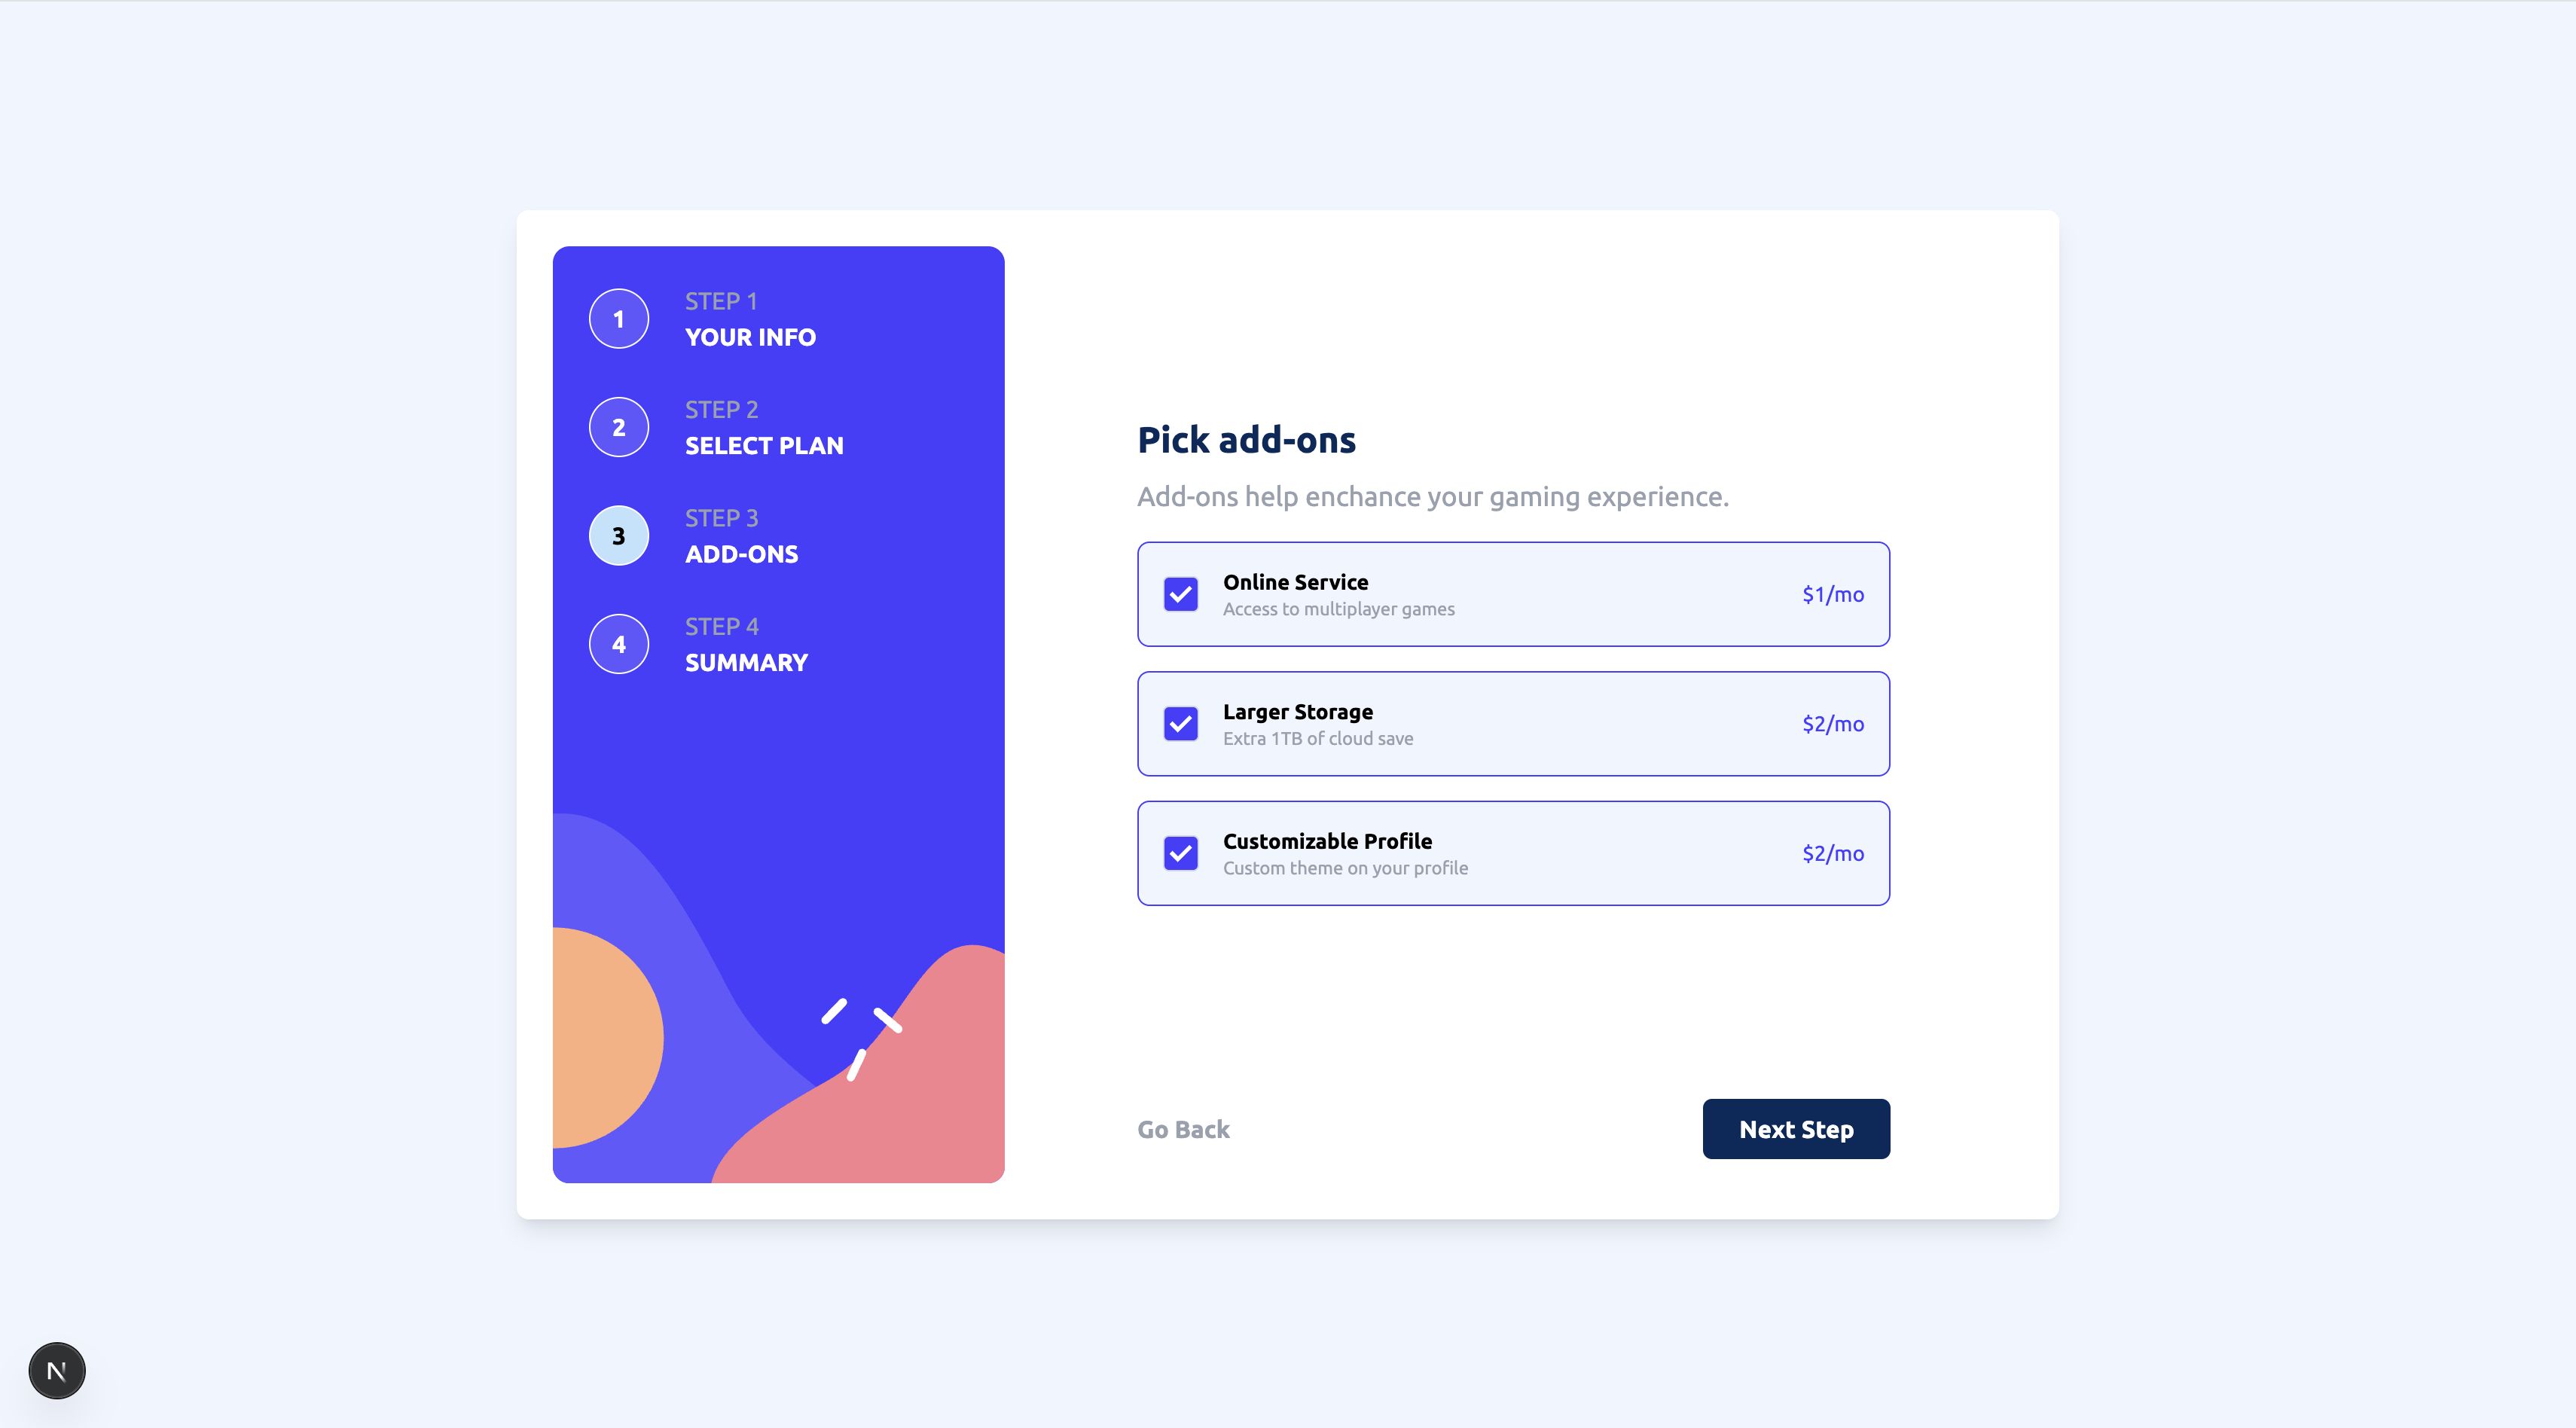 1
STEP 1
YOUR INFO
2
STEP 2
SELECT PLAN
3
STEP 3
ADD-ONS
4
STEP 4
SUMMARY
Pick add-ons
Add-ons help enchance your gaming experience.
Online Service
Access to multiplayer games
$1/mo
Larger Storage
Extra 1TB of cloud save
$2/mo
Customizable Profile
Custom theme on your profile
$2/mo
Go Back
Next Step
N